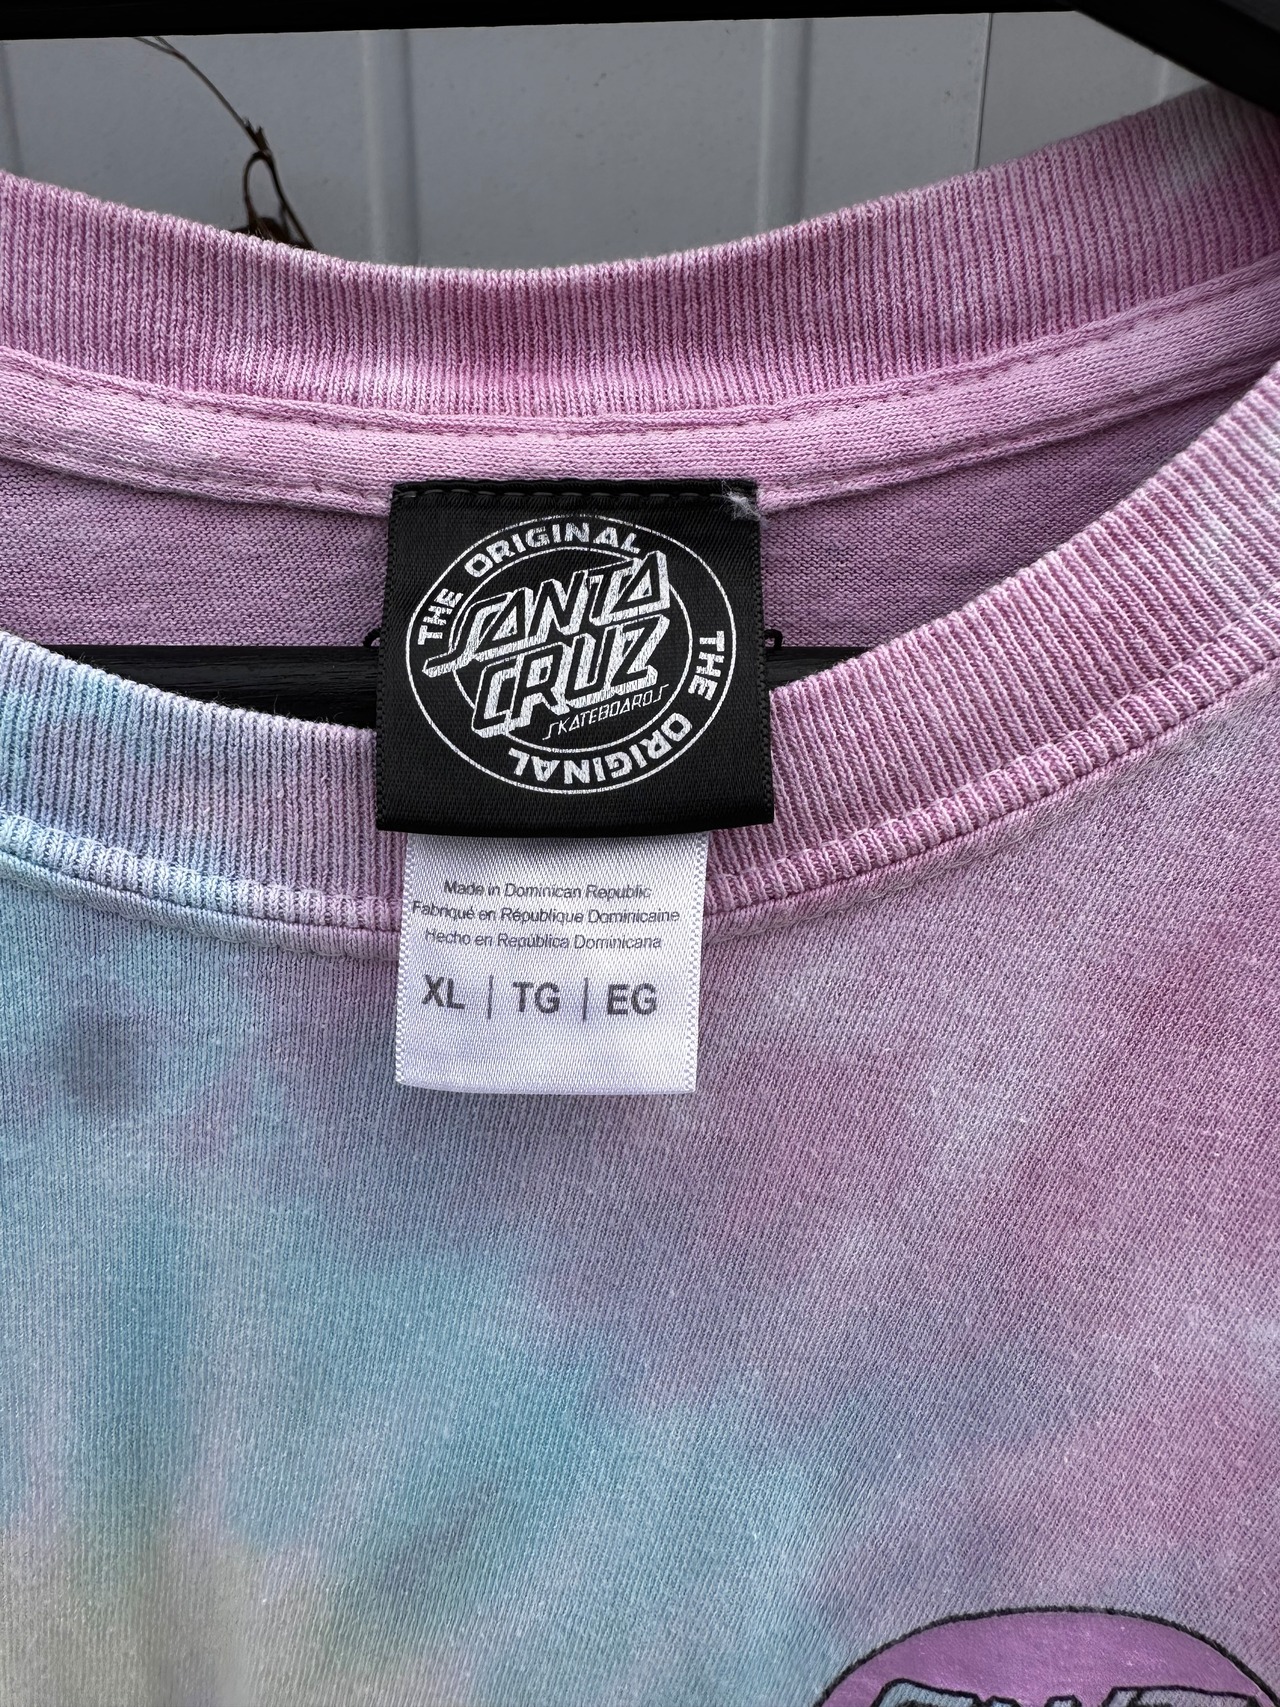 THE ORIGINAL
SANTA
CRUZ
SKATEBOARDS
THE ORIGINAL
Made in Dominican Republic
Fabriqué en République Dominicaine
Hecho en República Dominicana
XL | TG | EG